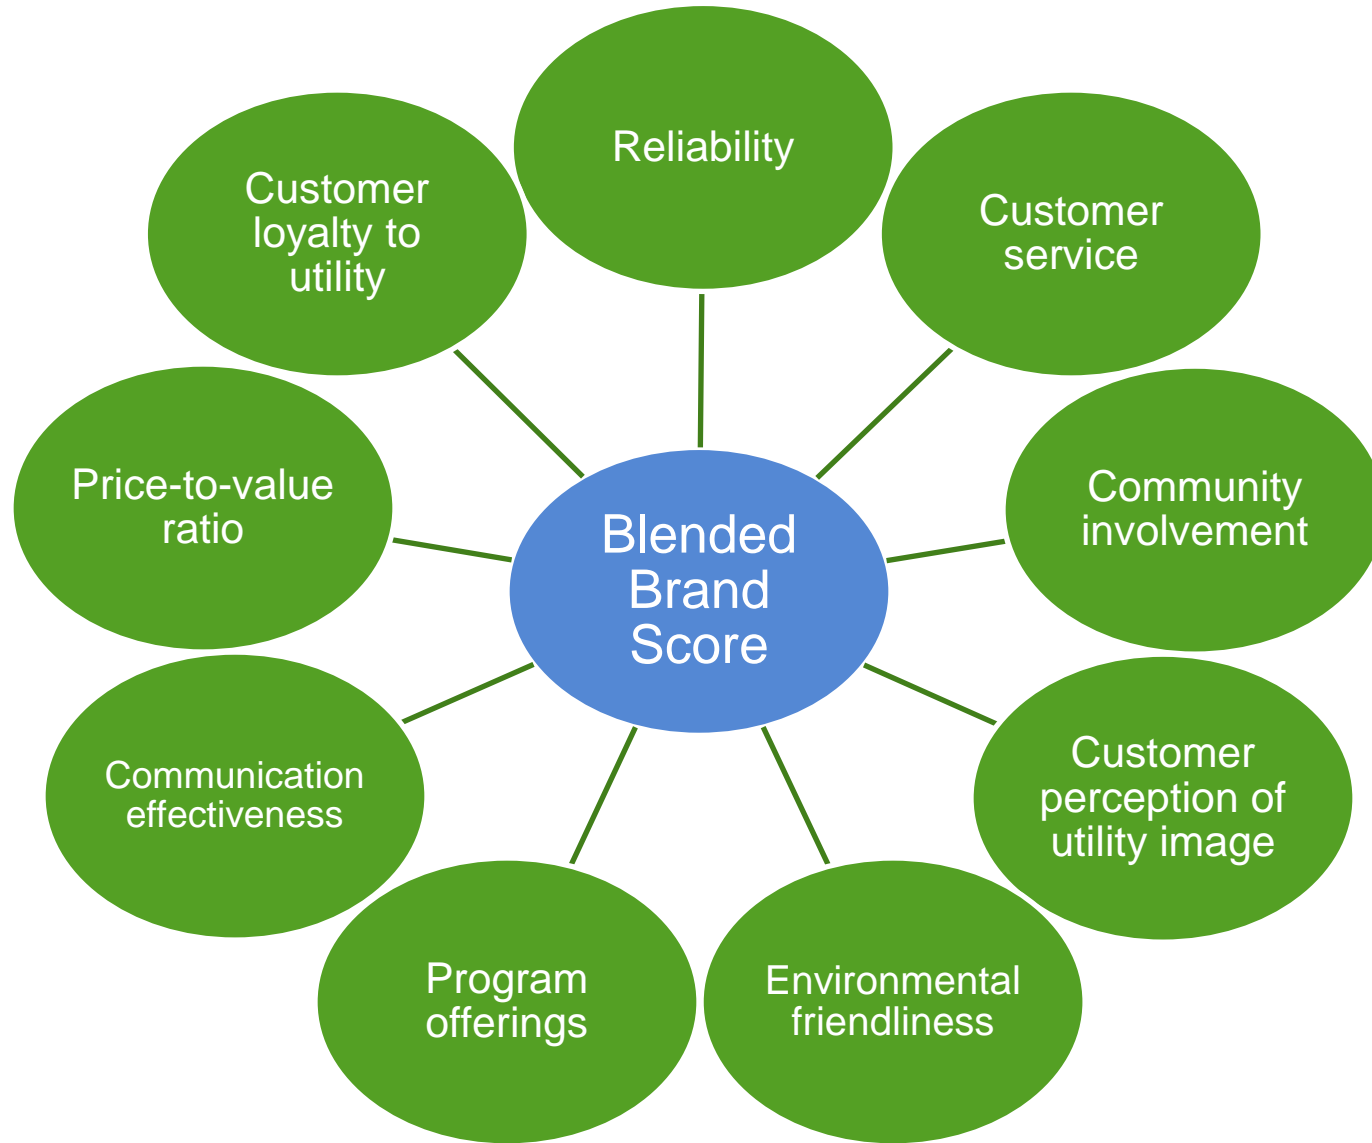 Reliability
Customer
service
Community
involvement
Customer
perception of
utility image
Environmental
friendliness
Program
offerings
Communication
effectiveness
Price-to-value
ratio
Customer
loyalty to
utility
Blended
Brand
Score